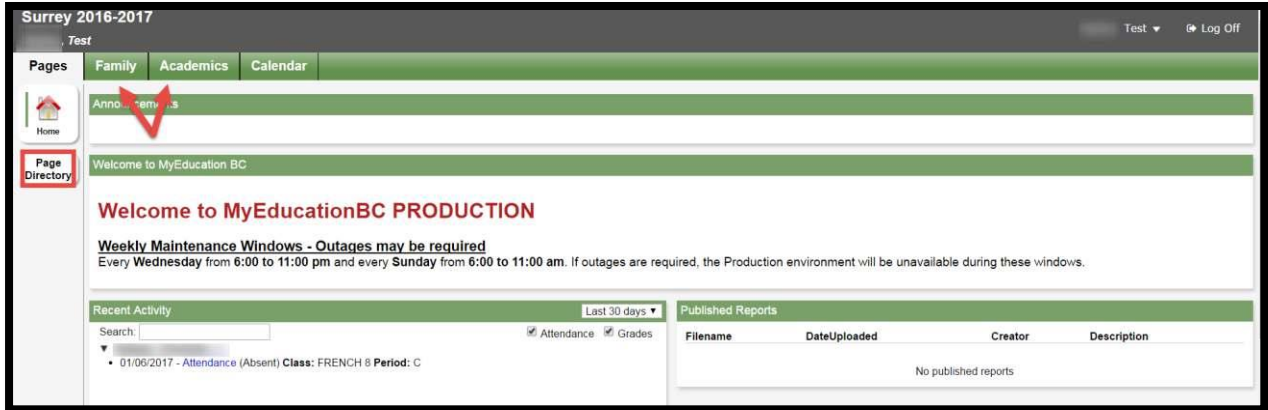 Surrey 2016-2017
, Test
Test ▼ Log Off
Pages Family Academics Calendar
Home
Page
Directory
Announcements
Welcome to MyEducation BC
Welcome to MyEducationBC PRODUCTION
Weekly Maintenance Windows - Outages may be required
Every Wednesday from 6:00 to 11:00 pm and every Sunday from 6:00 to 11:00 am. If outages are required, the Production environment will be unavailable during these windows.
Recent Activity Last 30 days ▼
Search: Attendance Grades
▼
• 01/06/2017 - Attendance (Absent) Class: FRENCH 8 Period: C
Published Reports
Filename DateUploaded Creator Description
No published reports